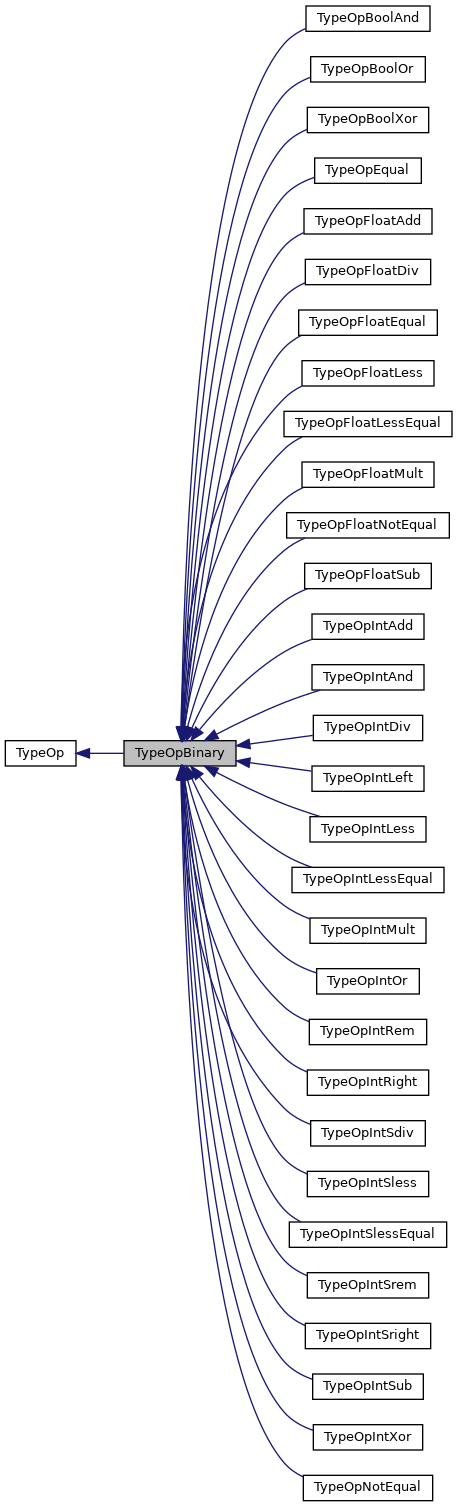 TypeOpBoolAnd
TypeOpBoolOr
TypeOpBoolXor
TypeOpEqual
TypeOpFloatAdd
TypeOpFloatDiv
TypeOpFloatEqual
TypeOpFloatLess
TypeOpFloatLessEqual
TypeOpFloatMult
TypeOpFloatNotEqual
TypeOpFloatSub
TypeOpIntAdd
TypeOpIntAnd
TypeOpIntDiv
TypeOp
TypeOpBinary
TypeOpIntLeft
TypeOpIntLess
TypeOpIntLessEqual
TypeOpIntMult
TypeOpIntOr
TypeOpIntRem
TypeOpIntRight
TypeOpIntSdiv
TypeOpIntSless
TypeOpIntSlessEqual
TypeOpIntSrem
TypeOpIntSright
TypeOpIntSub
TypeOpIntXor
TypeOpNotEqual